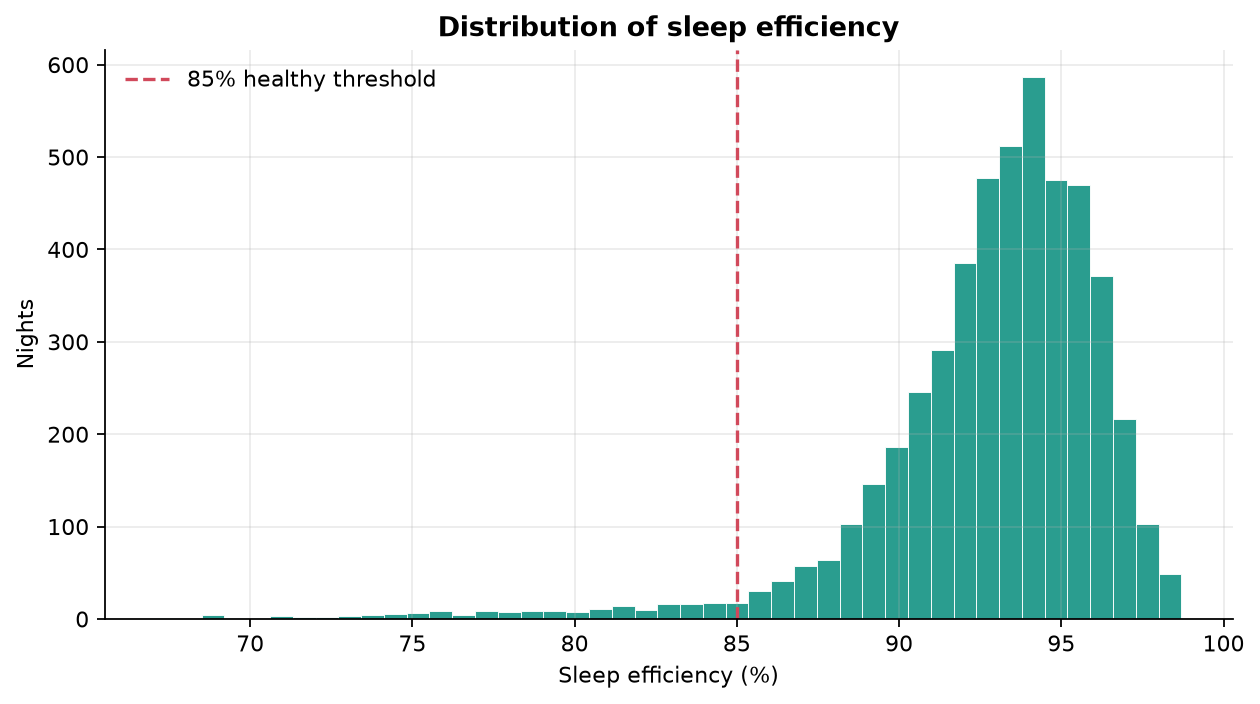 Distribution of sleep efficiency
85% healthy threshold
600
500
400
300
200
100
0
Nights
70 75 80 85 90 95 100
Sleep efficiency (%)